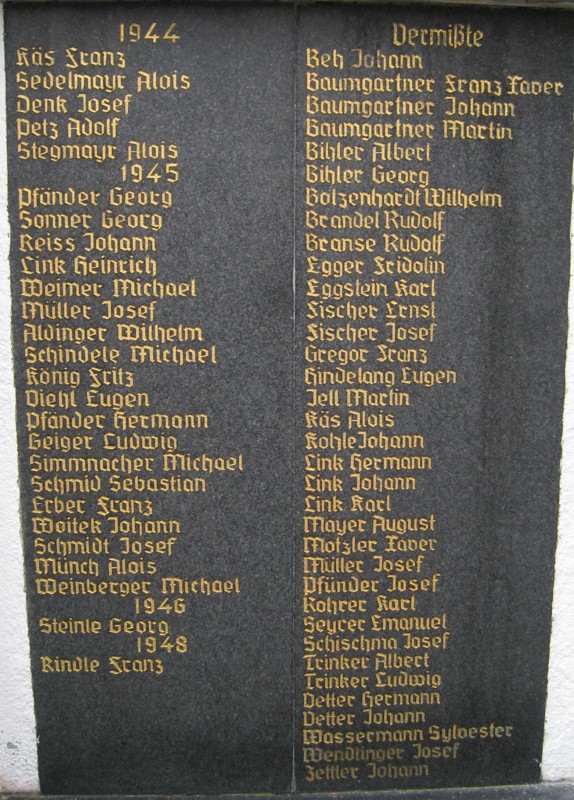 1944
Käs Franz
Sedelmayr Alois
Denk Josef
Petz Adolf
Stegmayr Alois
1945
Pfänder Georg
Sonner Georg
Reiss Johann
Link Heinrich
Weimer Michael
Müller Josef
Aldinger Wilhelm
Schindele Michael
König Fritz
Diehl Eugen
Pfänder Hermann
Geiger Ludwig
Simmnacher Michael
Schmid Sebastian
Erber Franz
Woitek Johann
Schmidt Josef
Münch Alois
Weinberger Michael
1946
Steinle Georg
1948
Rindle Franz
Vermißte
Beh Johann
Baumgartner Franz Xaver
Baumgartner Johann
Baumgartner Martin
Bihler Albert
Bihler Georg
Bolzenhardt Wilhelm
Brandel Rudolf
Branse Rudolf
Egger Fridolin
Eggstein Karl
Fischer Ernst
Fischer Josef
Gregor Franz
Hindelang Eugen
Jell Martin
Käs Alois
Kohle Johann
Link Hermann
Link Johann
Link Karl
Mayer August
Motzler Xaver
Müller Josef
Pfünder Josef
Rohrer Karl
Seyrer Emanuel
Schischma Josef
Trinker Albert
Trinker Ludwig
Vetter Hermann
Vetter Johann
Wassermann Sylvester
Wendlinger Josef
Zettler Johann